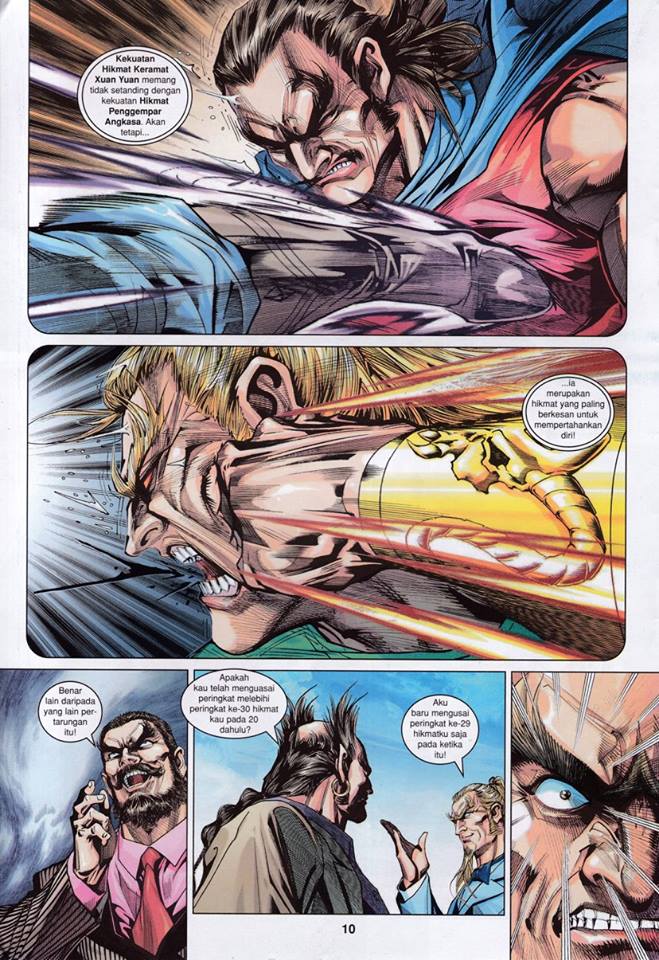 Kekuatan
Hikmat Keramat
Xuan Yuan memang
tidak setanding dengan
kekuatan Hikmat
Penggempar
Angkasa. Akan
tetapi...
...ia
merupakan
hikmat yang paling
berkesan untuk
mempertahankan
diri!
Benar
lain daripada
yang lain per-
tarungan
itu!
Apakah
kau telah menguasai
peringkat melebihi
peringkat ke-30 hikmat
kau pada 20
dahulu?
Aku
baru mengusai
peringkat ke-29
hikmatku saja
pada ketika
itu!
10